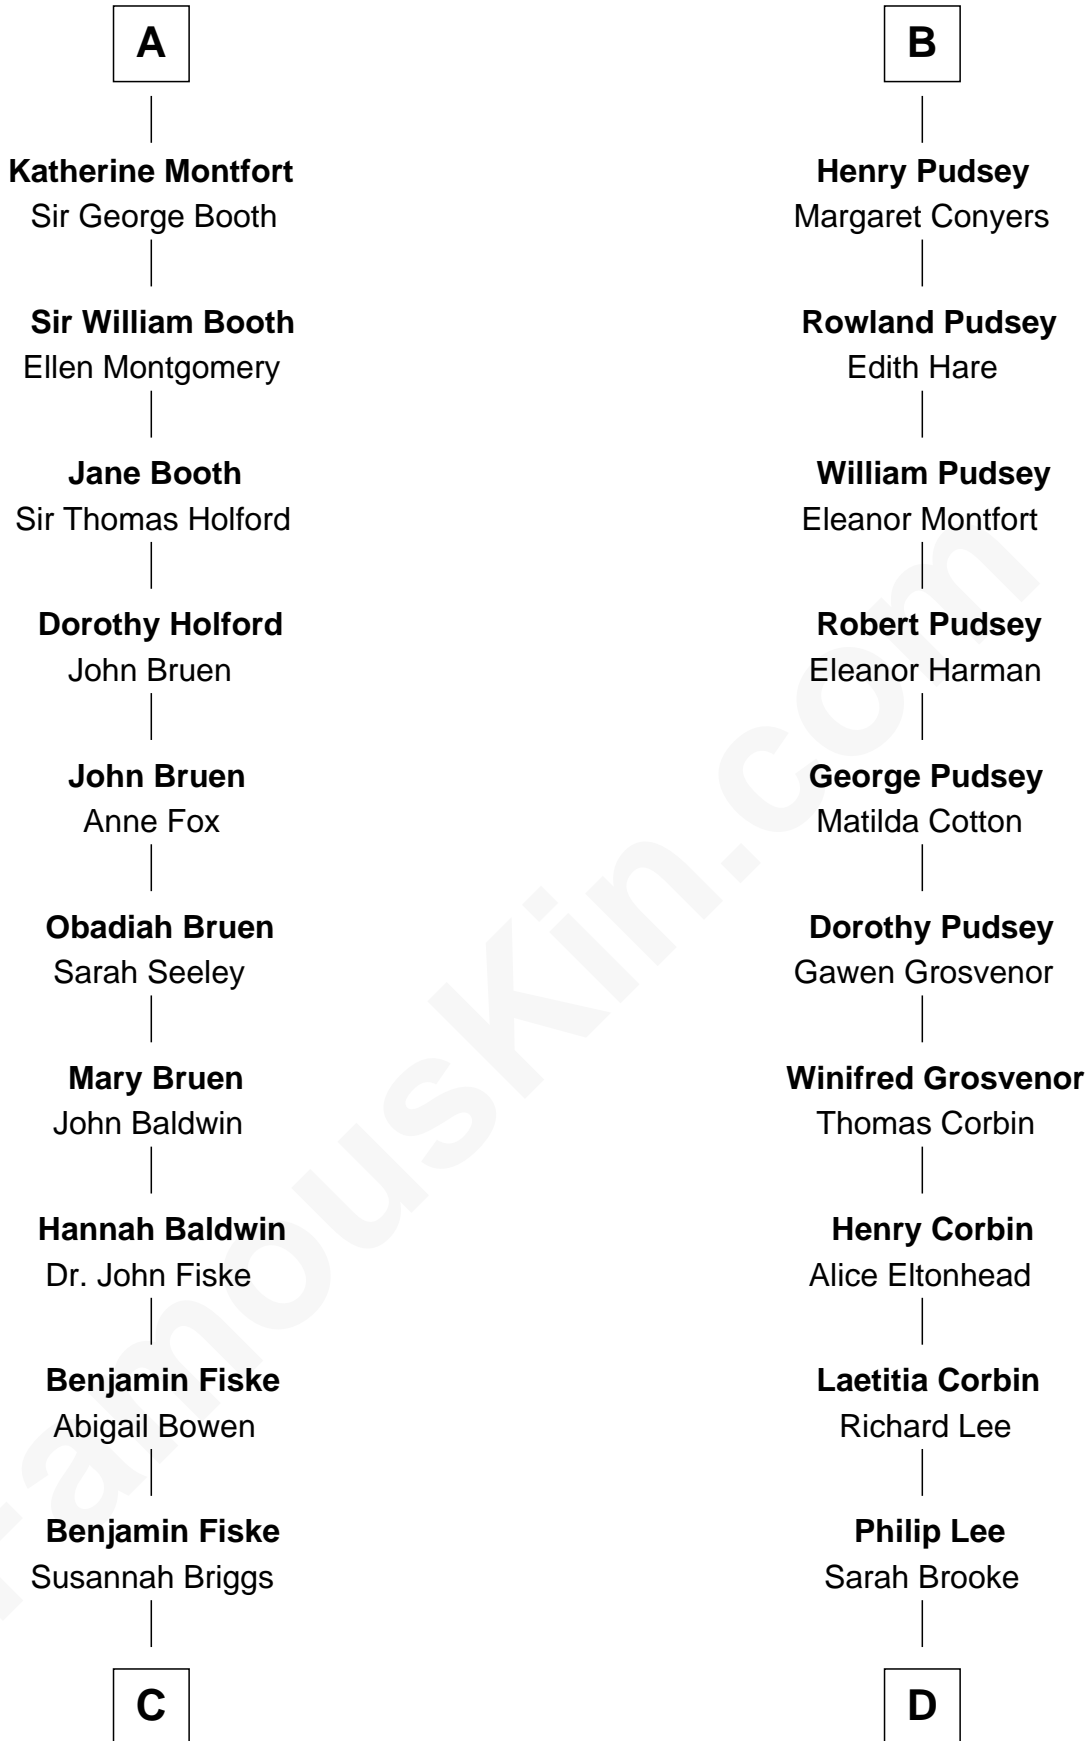 A
Katherine Montfort
Sir George Booth
Sir William Booth
Ellen Montgomery
Jane Booth
Sir Thomas Holford
Dorothy Holford
John Bruen
John Bruen
Anne Fox
Obadiah Bruen
Sarah Seeley
Mary Bruen
John Baldwin
Hannah Baldwin
Dr. John Fiske
Benjamin Fiske
Abigail Bowen
Benjamin Fiske
Susannah Briggs
C
B
Henry Pudsey
Margaret Conyers
Rowland Pudsey
Edith Hare
William Pudsey
Eleanor Montfort
Robert Pudsey
Eleanor Harman
George Pudsey
Matilda Cotton
Dorothy Pudsey
Gawen Grosvenor
Winifred Grosvenor
Thomas Corbin
Henry Corbin
Alice Eltonhead
Laetitia Corbin
Richard Lee
Philip Lee
Sarah Brooke
D
FamousKin.com